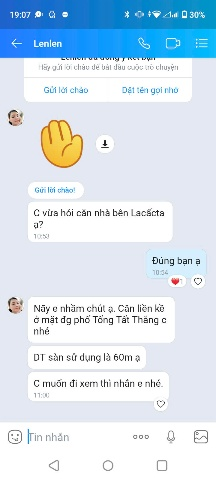 19:07
30%
Lenlen
Hãy gửi lời chào để bắt đầu cuộc trò chuyện
Gửi lời chào
Đặt tên gợi nhớ
Gửi lời chào!
C vừa hỏi căn nhà bên Lacấcta
ạ?
10:53
Đúng bạn ạ
10:54
1
Nãy e nhầm chút ạ. Căn liền kề
ở mặt đg phố Tống Tất Thắng c
nhé
DT sàn sử dụng là 60m ạ
C muốn đi xem thì nhắn e nhé.
11:00
Tin nhắn